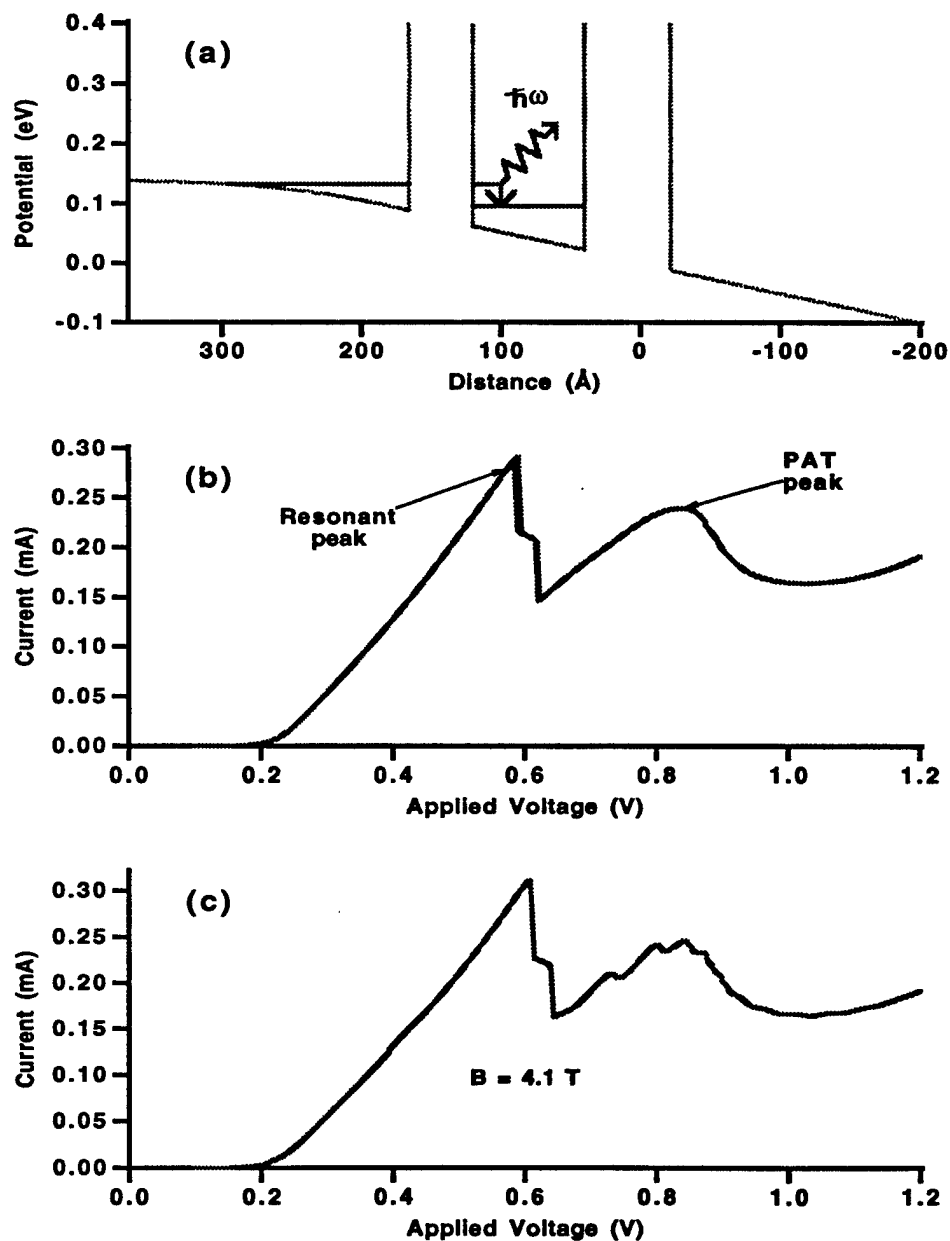 (a)
ħω
0.4
0.3
0.2
0.1
0.0
-0.1
Potential (eV)
300
200
100
0
-100
-200
Distance (Å)
(b)
Resonant
peak
PAT
peak
0.30
0.25
0.20
0.15
0.10
0.05
0.00
Current (mA)
0.0
0.2
0.4
0.6
0.8
1.0
1.2
Applied Voltage (V)
(c)
B = 4.1 T
0.30
0.25
0.20
0.15
0.10
0.05
0.00
Current (mA)
0.0
0.2
0.4
0.6
0.8
1.0
1.2
Applied Voltage (V)